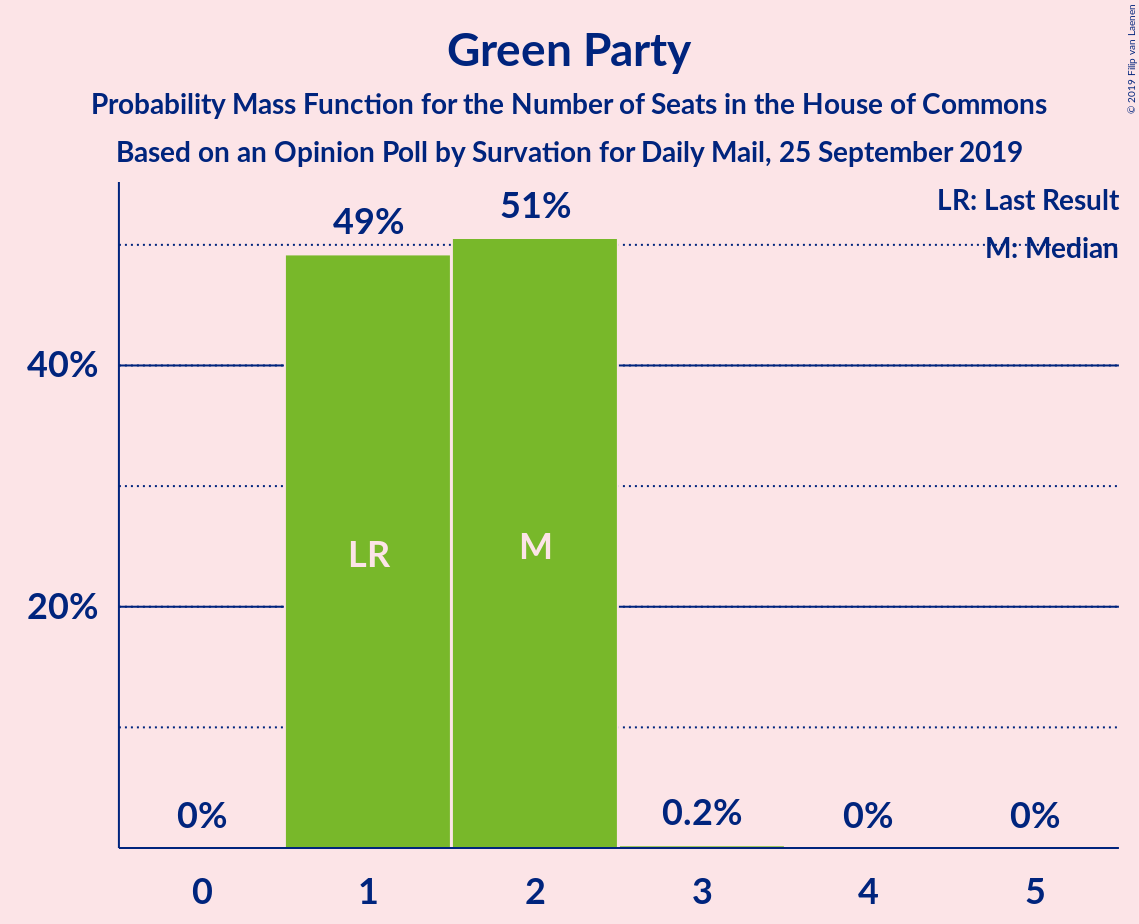 Green Party
Probability Mass Function for the Number of Seats in the House of Commons
Based on an Opinion Poll by Survation for Daily Mail, 25 September 2019
© 2019 Filip van Laenen
LR: Last Result
M: Median
49%
51%
40%
20%
LR
M
0%
0.2%
0%
0%
0 1 2 3 4 5